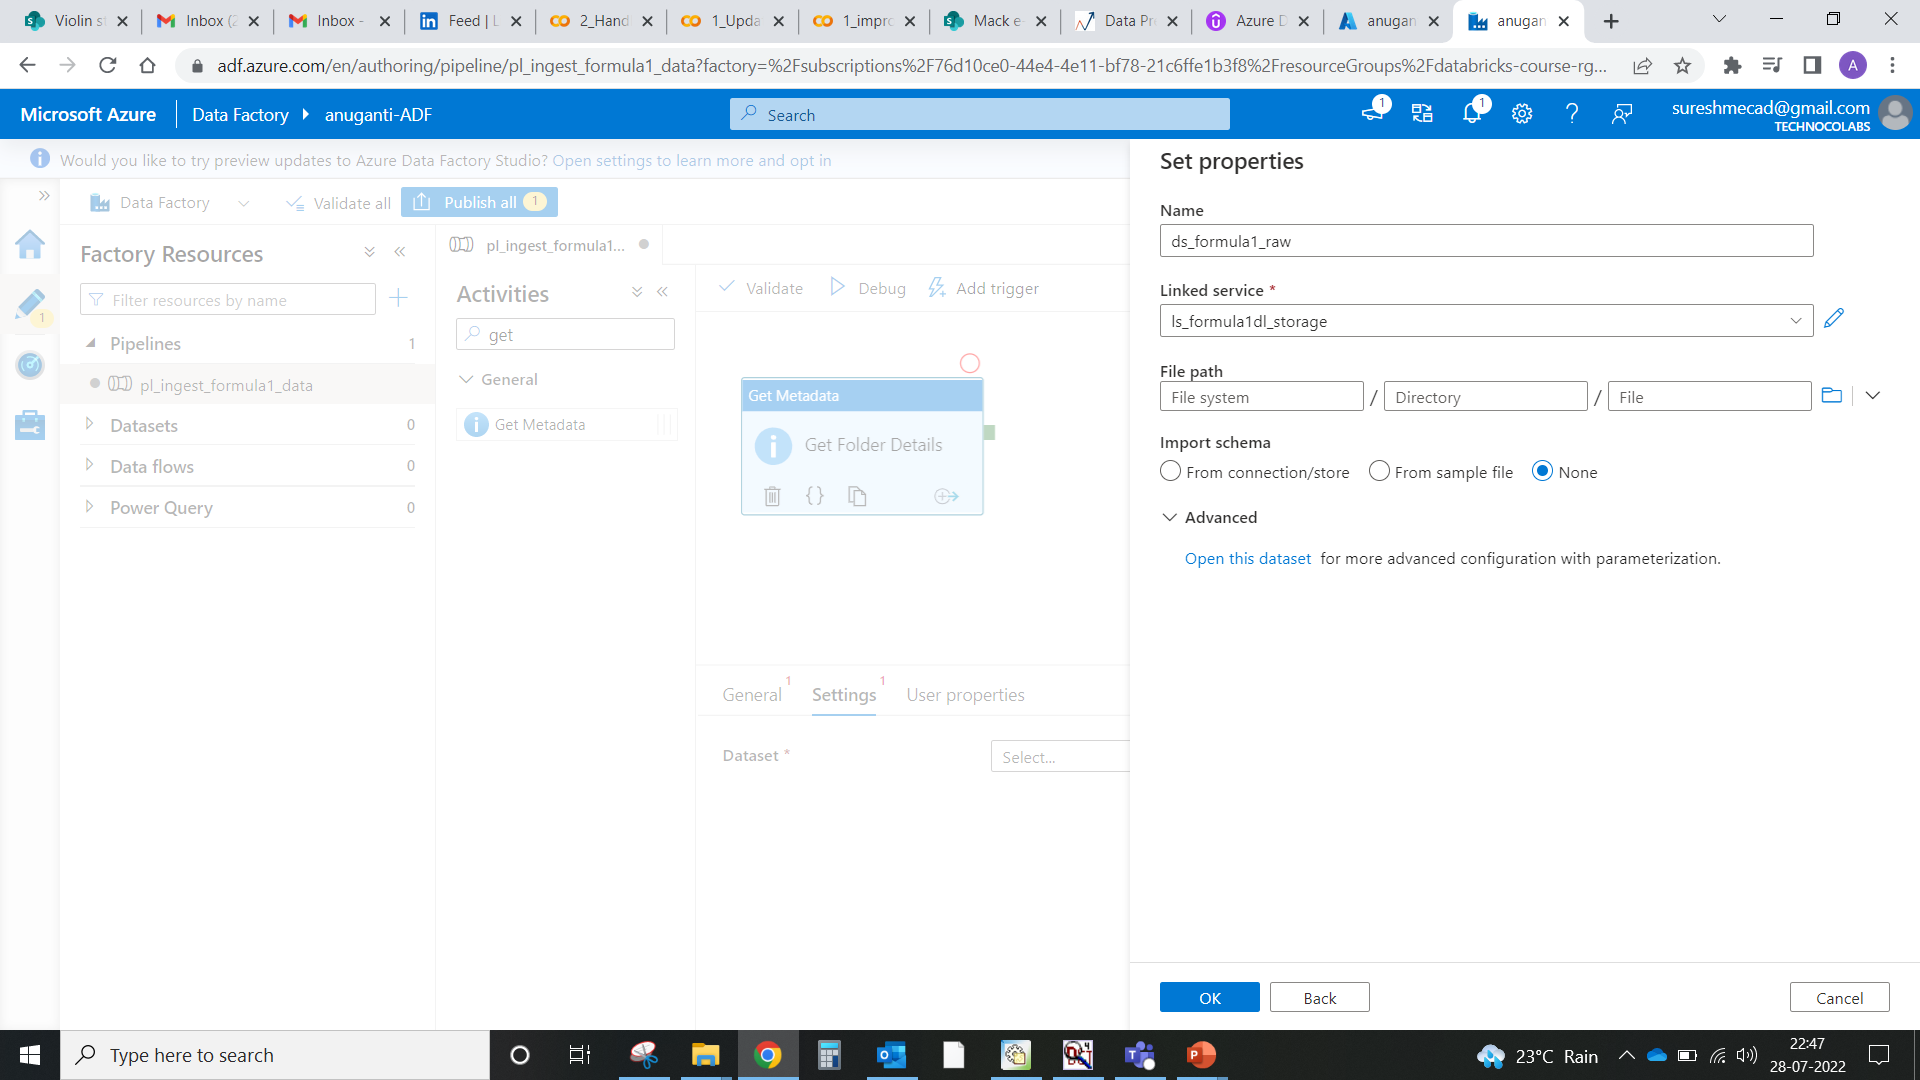 Violin st
Inbox (2
Inbox -
Feed | L
2_Handl
1_Upda
1_impro
Mack e-
Data Pre
Azure D
anugan
anugan
adf.azure.com/en/authoring/pipeline/pl_ingest_formula1_data?factory=%2Fsubscriptions%2F76d10ce0-44e4-4e11-bf78-21c6ffe1b3f8%2FresourceGroups%2Fdatabricks-course-rg...
A
Microsoft Azure
Data Factory
anuganti-ADF
Search
1
1
sureshmecad@gmail.com
TECHNOCOLABS
Would you like to try preview updates to Azure Data Factory Studio? Open settings to learn more and opt in
Data Factory
Validate all
Publish all 1
1
Factory Resources
Filter resources by name
Pipelines 1
pl_ingest_formula1_data
Datasets 0
Data flows 0
Power Query 0
pl_ingest_formula1...
Activities
get
General
Get Metadata
Validate
Debug
Add trigger
Get Metadata
Get Folder Details
General 1
Settings 1
User properties
Dataset *
Select...
Set properties
Name
ds_formula1_raw
Linked service *
ls_formula1dl_storage
File path
File system / Directory / File
Import schema
From connection/store
From sample file
None
Advanced
Open this dataset for more advanced configuration with parameterization.
OK
Back
Cancel
Type here to search
23°C Rain
22:47
28-07-2022